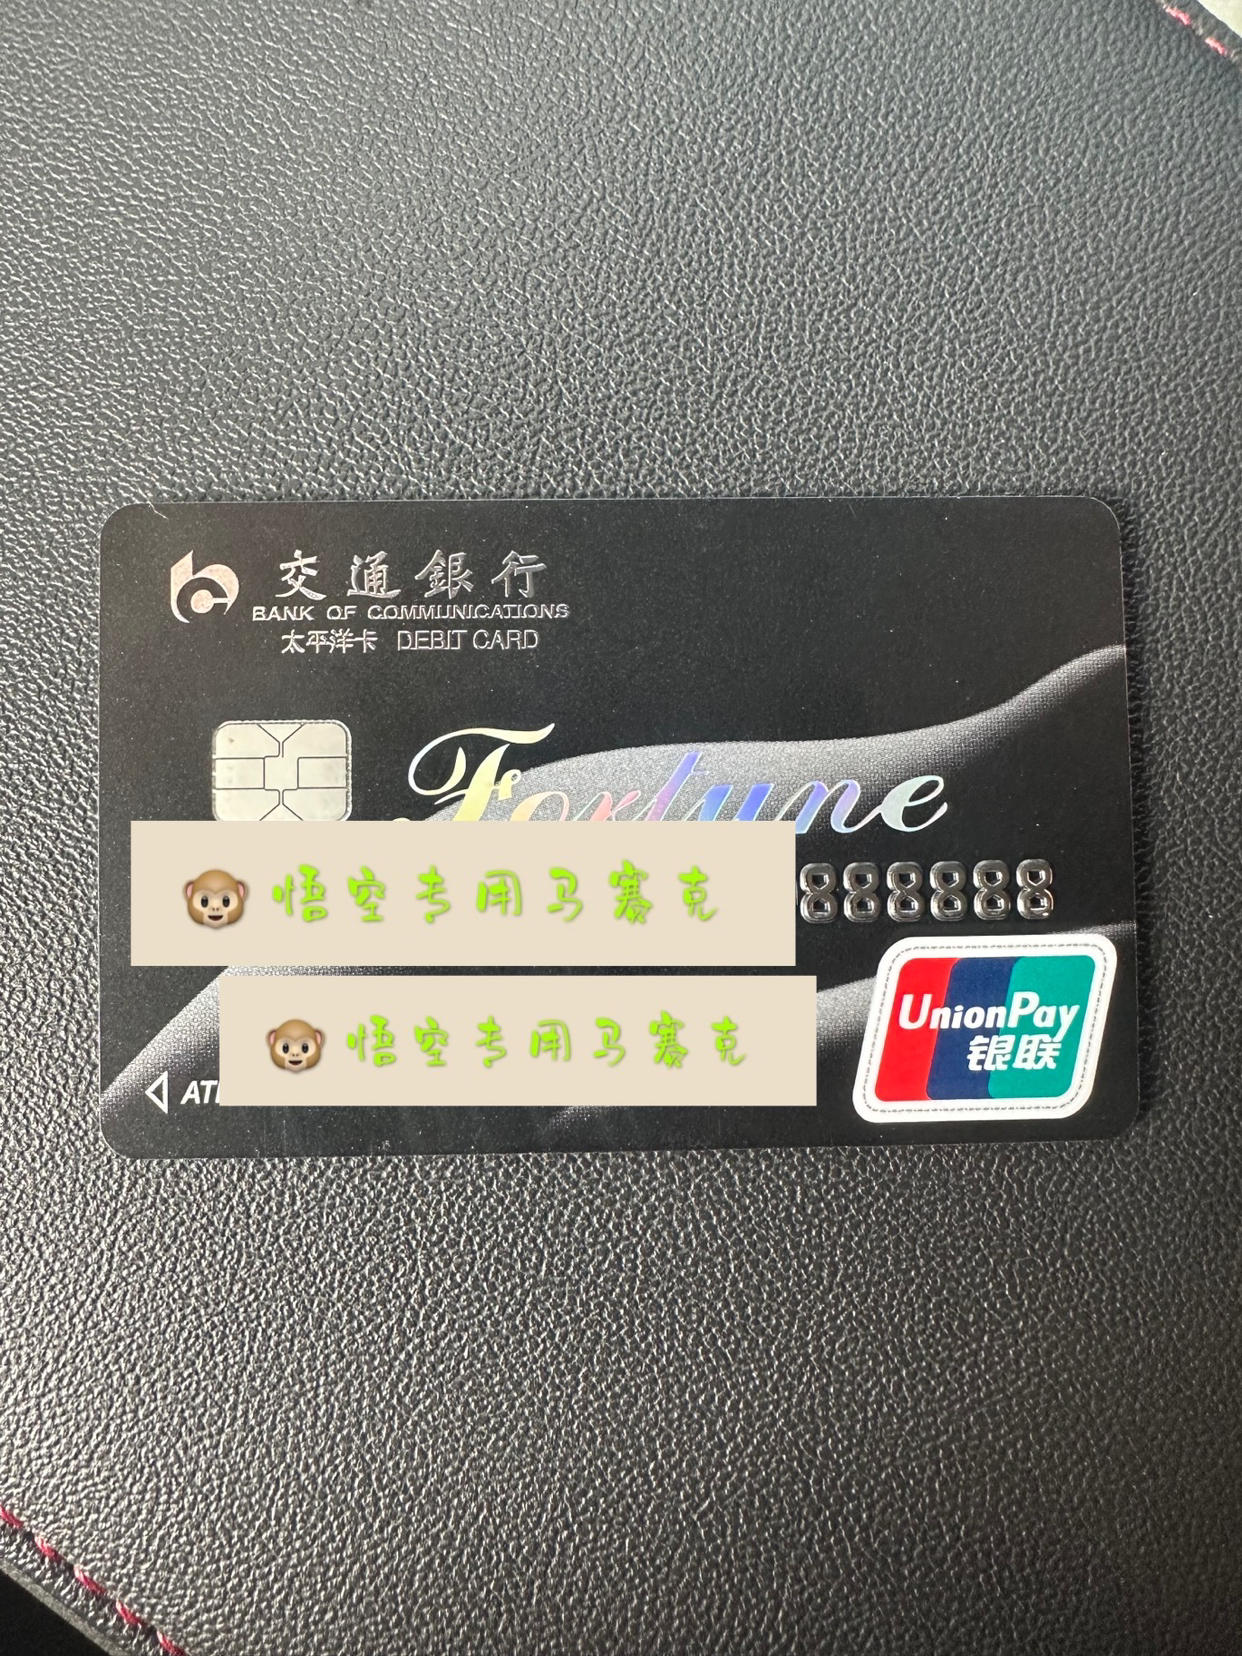 交通銀行
BANK OF COMMUNICATIONS
太平洋卡 DEBIT CARD
Fortune
悟空专用马赛克
888888
悟空专用马赛克
UnionPay
银联